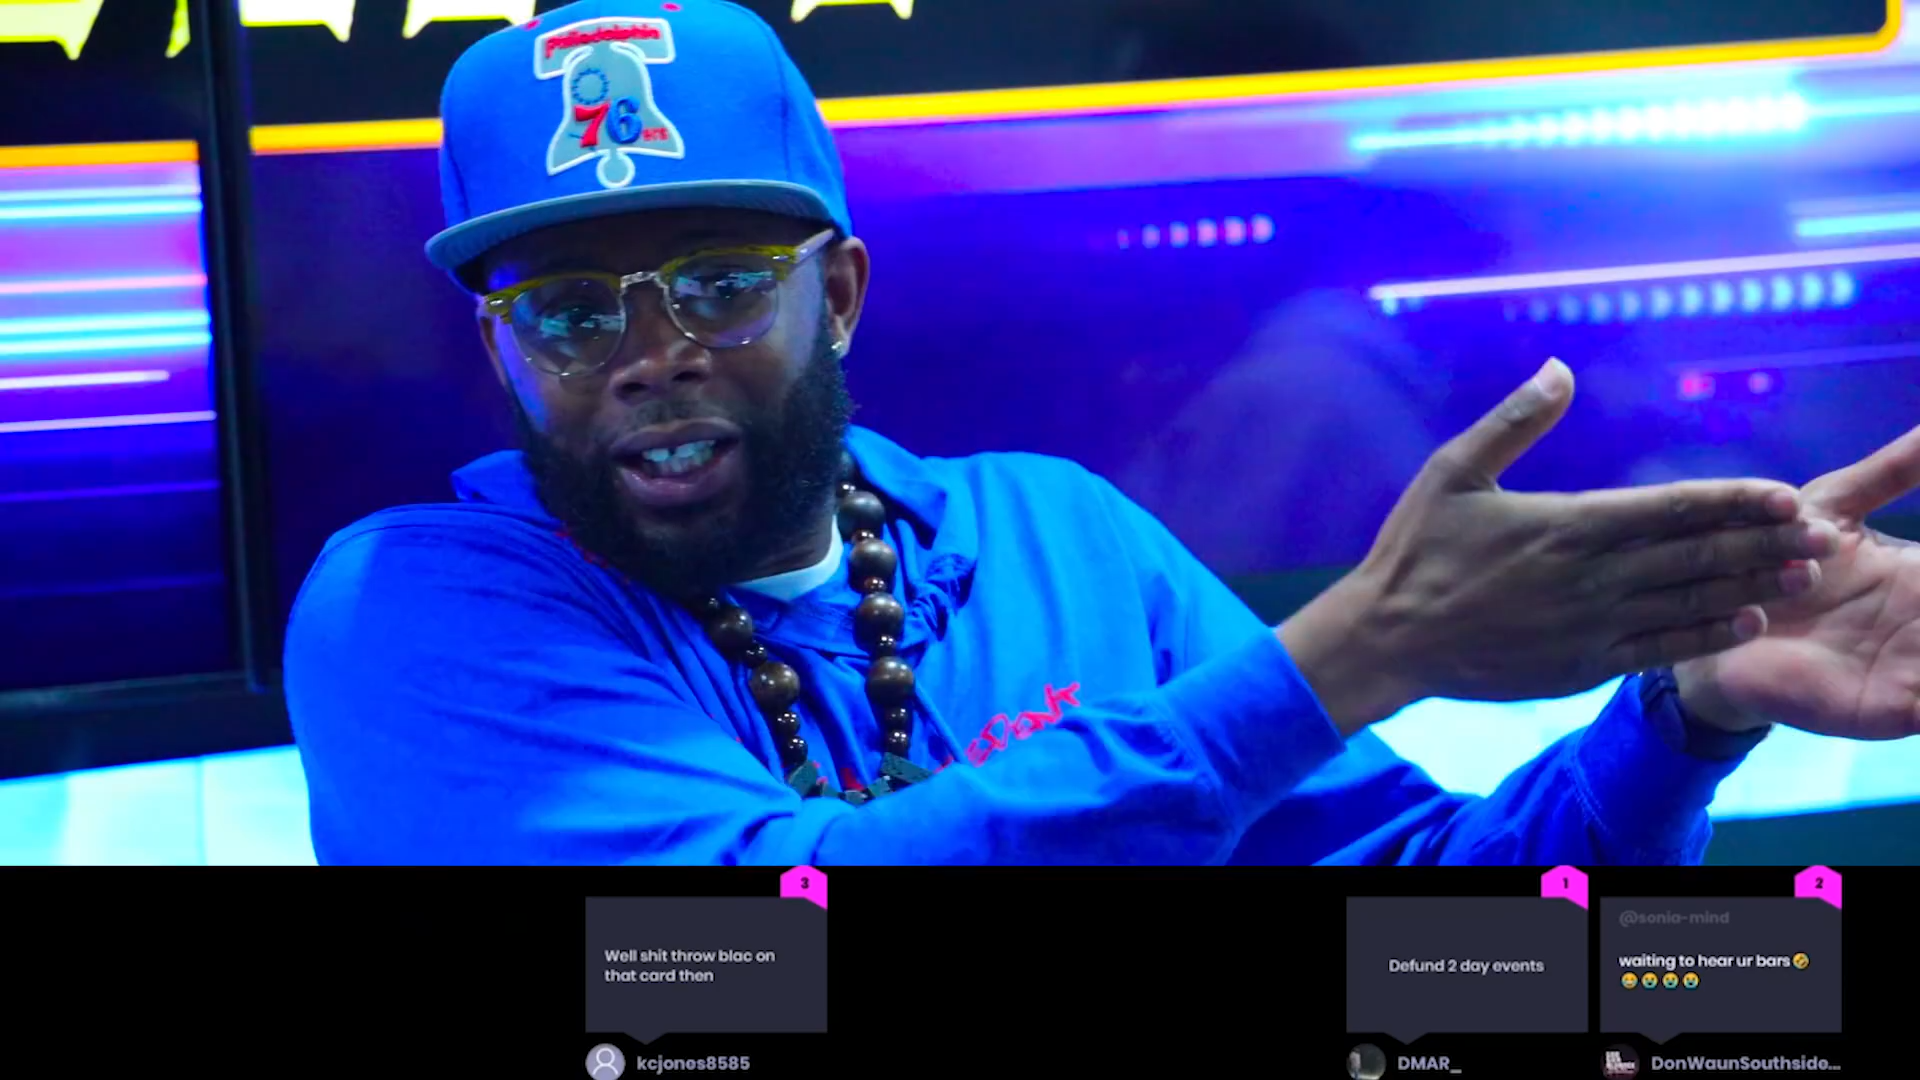 Philadelphia
76ERS
3
Well shit throw blac on
that card then
kcjones8585
1
Defund 2 day events
DMAR_
2
@sonia-mind
waiting to hear ur bars🤣
😂😭😭😭
DonWaunSouthside...